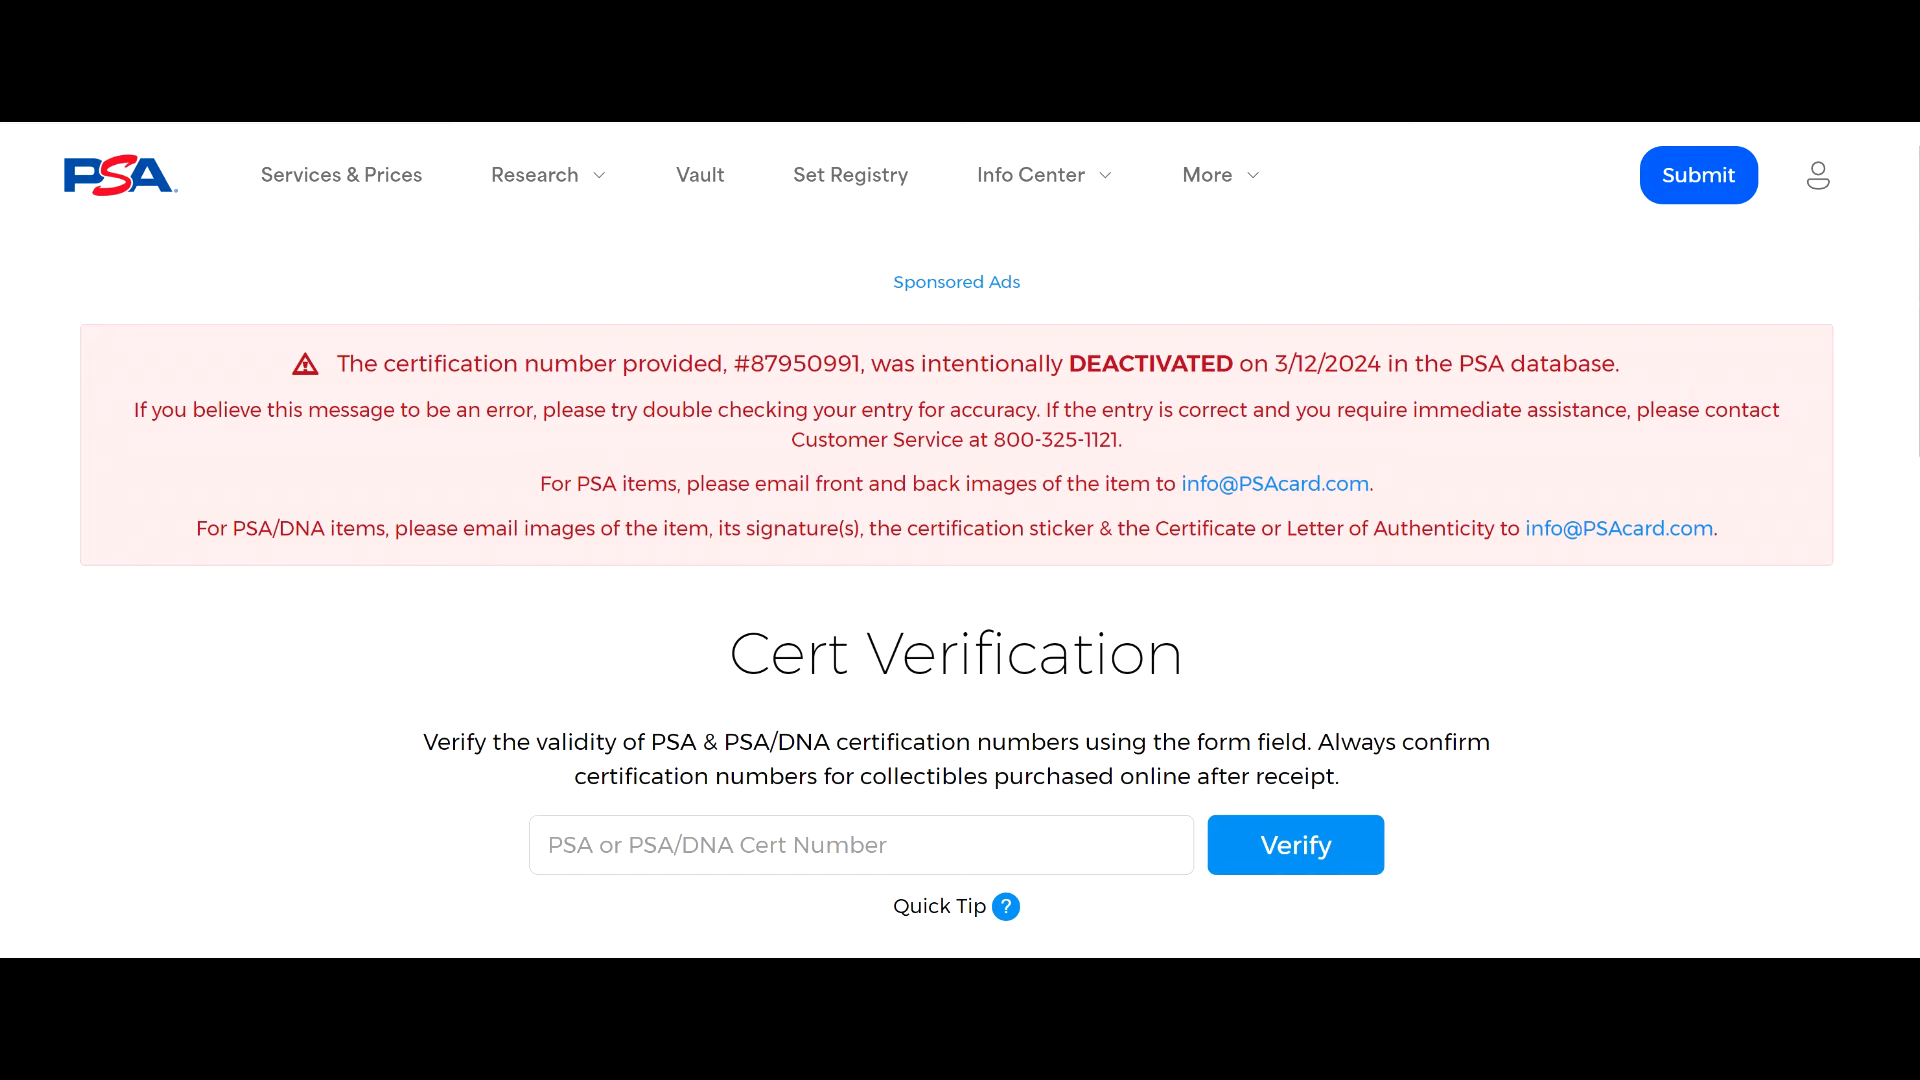 PSA
Services & Prices
Research
Vault
Set Registry
Info Center
More
Submit
Sponsored Ads
The certification number provided, #87950991, was intentionally DEACTIVATED on 3/12/2024 in the PSA database.
If you believe this message to be an error, please try double checking your entry for accuracy. If the entry is correct and you require immediate assistance, please contact
Customer Service at 800-325-1121.
For PSA items, please email front and back images of the item to info@PSAcard.com.
For PSA/DNA items, please email images of the item, its signature(s), the certification sticker & the Certificate or Letter of Authenticity to info@PSAcard.com.
Cert Verification
Verify the validity of PSA & PSA/DNA certification numbers using the form field. Always confirm
certification numbers for collectibles purchased online after receipt.
PSA or PSA/DNA Cert Number
Verify
Quick Tip ?